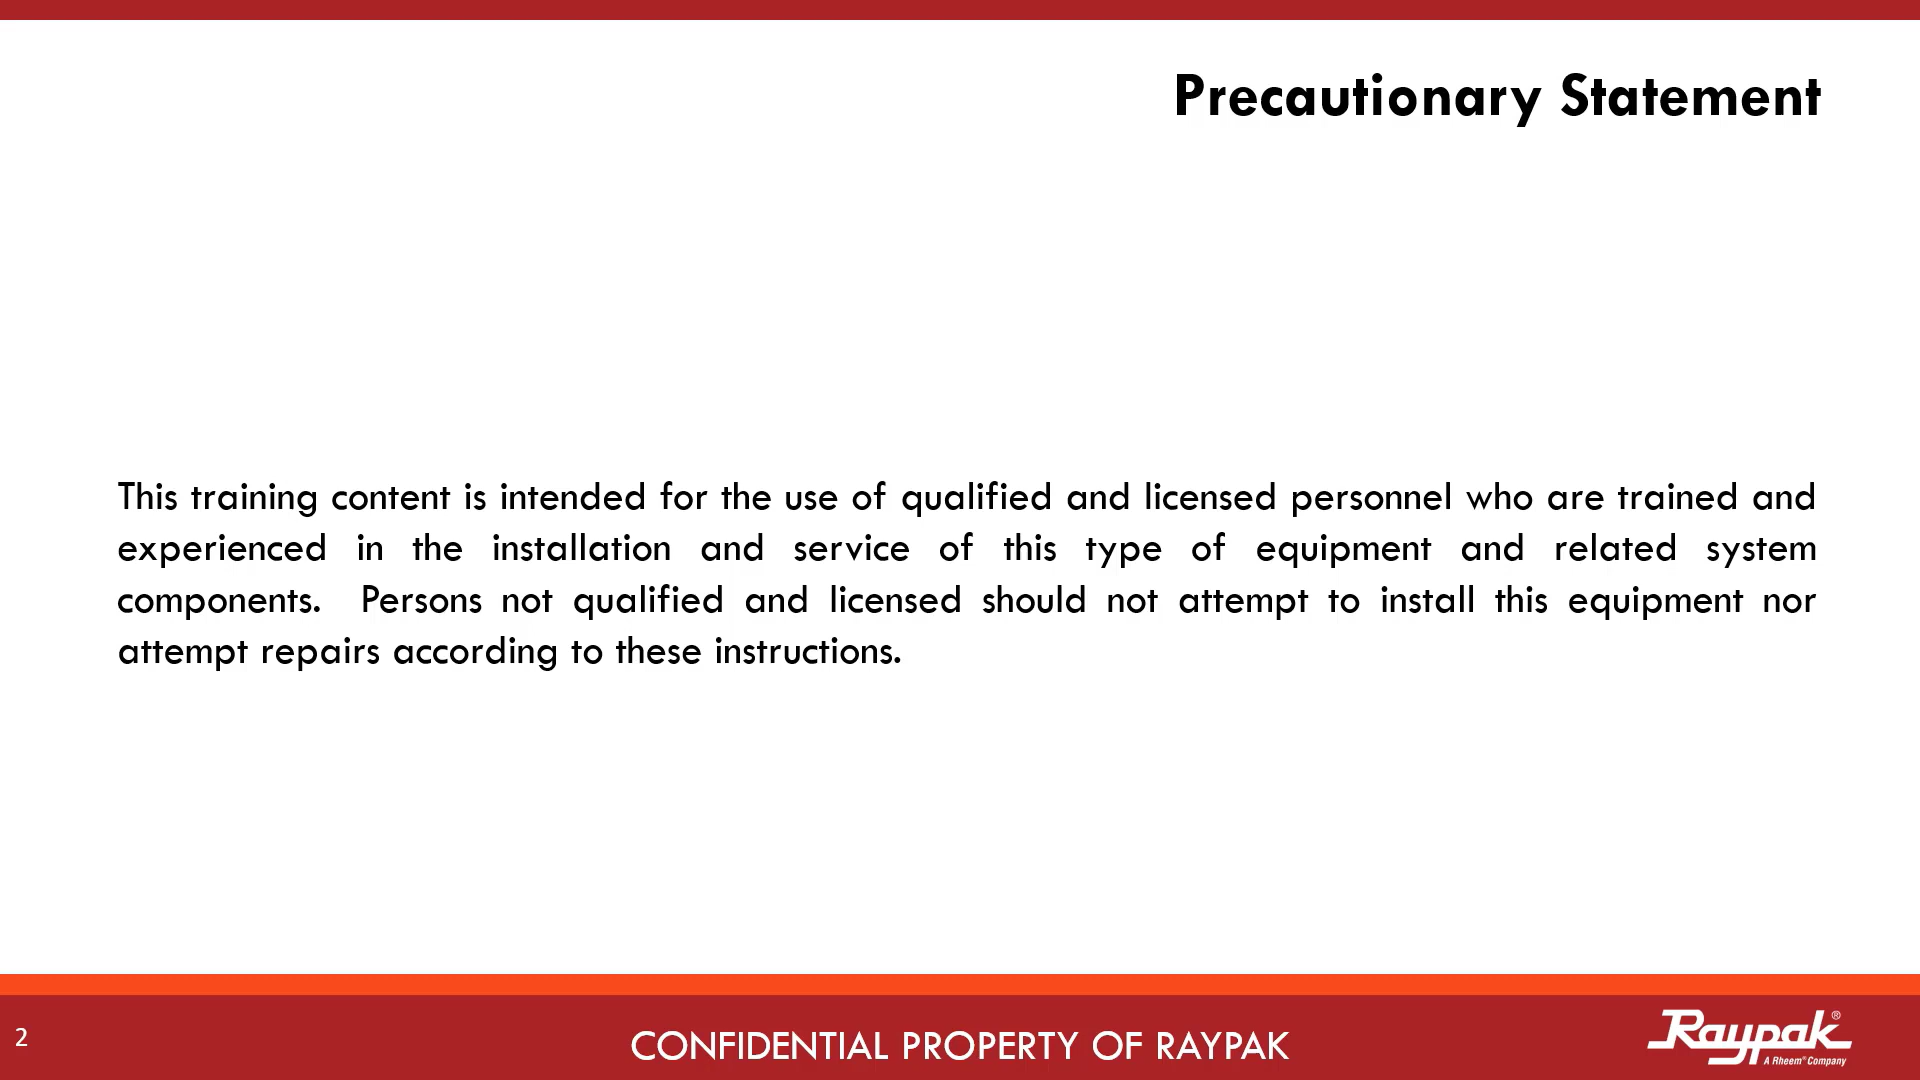 Precautionary Statement
This training content is intended for the use of qualified and licensed personnel who are trained and
experienced in the installation and service of this type of equipment and related system
components.  Persons not qualified and licensed should not attempt to install this equipment nor
attempt repairs according to these instructions.
2
CONFIDENTIAL PROPERTY OF RAYPAK
Raypak®
A Rheem® Company